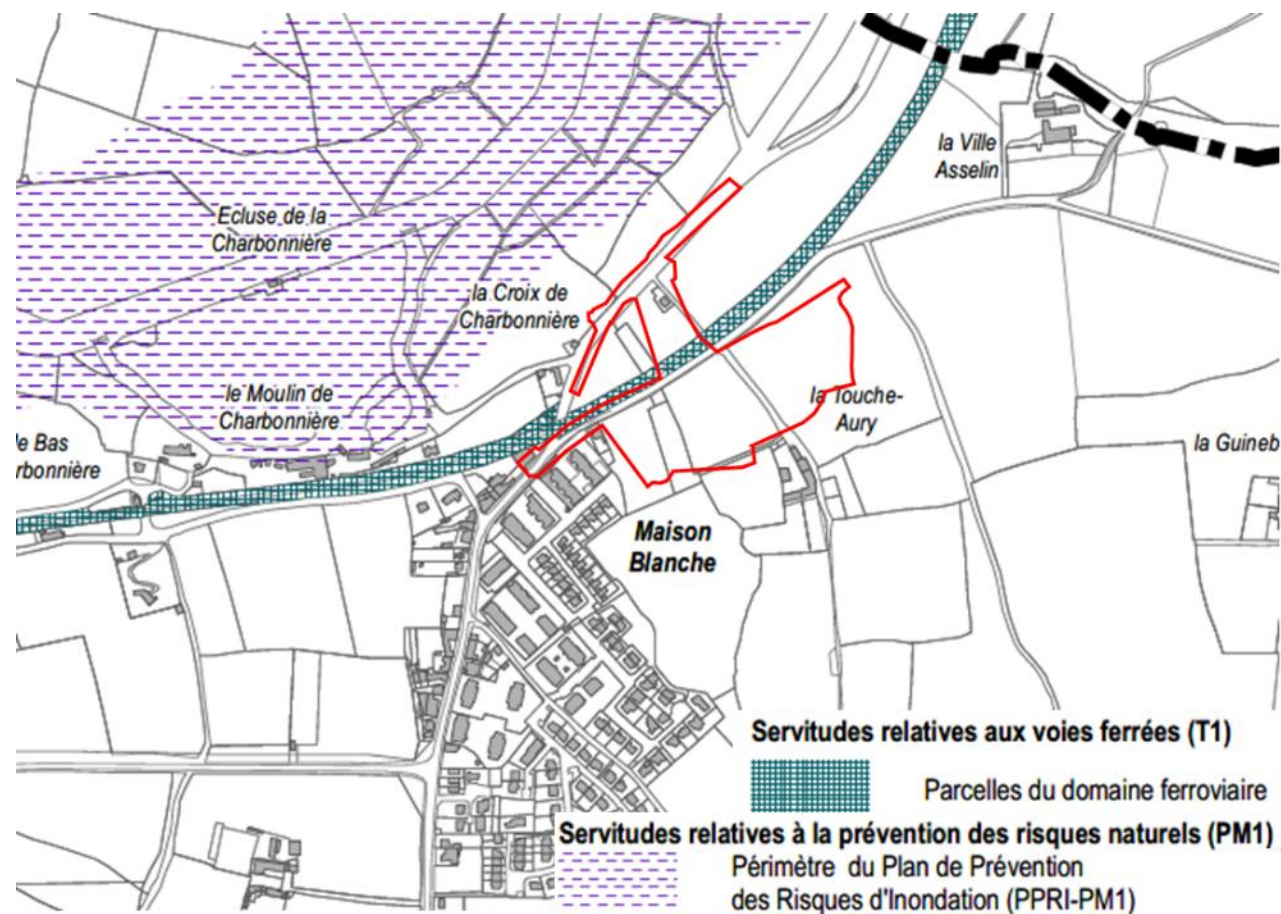 la Ville
Asselin
Ecluse de la
Charbonnière
la Croix de
Charbonnière
le Moulin de
Charbonnière
la Touche-
Aury
le Bas
rbonnière
la Guineb
Maison
Blanche
Servitudes relatives aux voies ferrées (T1)
Parcelles du domaine ferroviaire
Servitudes relatives à la prévention des risques naturels (PM1)
Périmètre du Plan de Prévention
des Risques d'Inondation (PPRI-PM1)